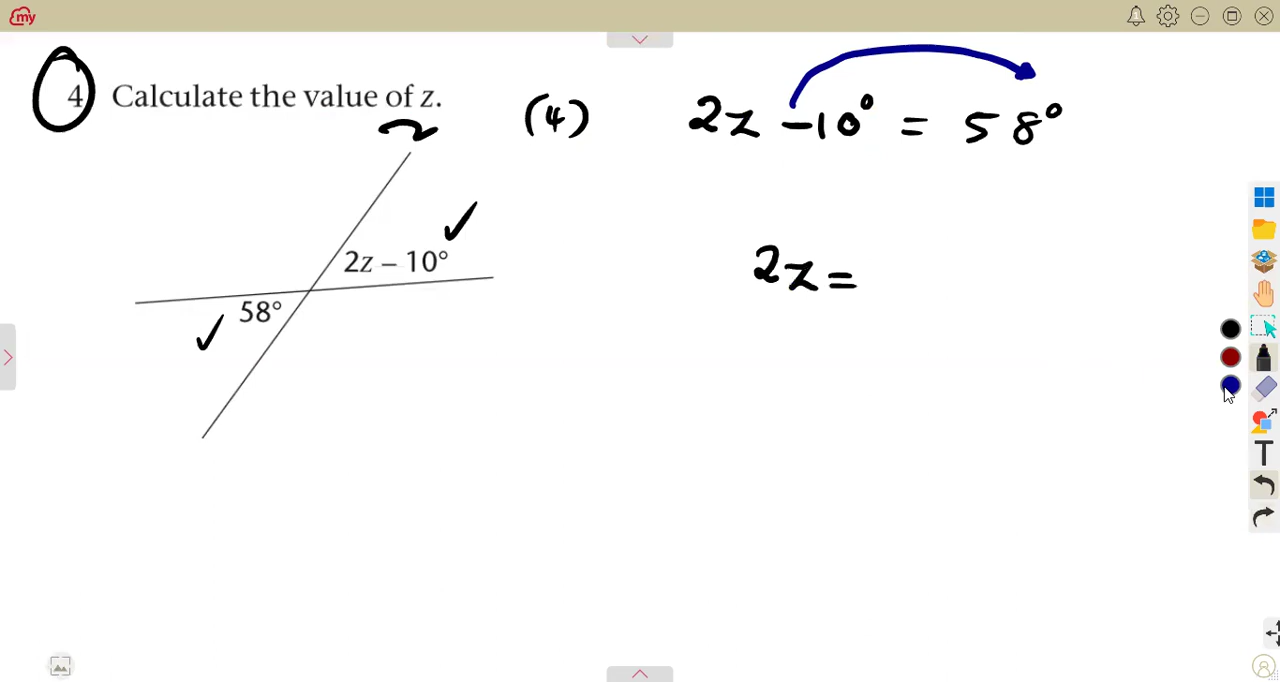 my
4 Calculate the value of z.
(4) 2z – 10° = 58°
2z – 10°
2z =
58°
T